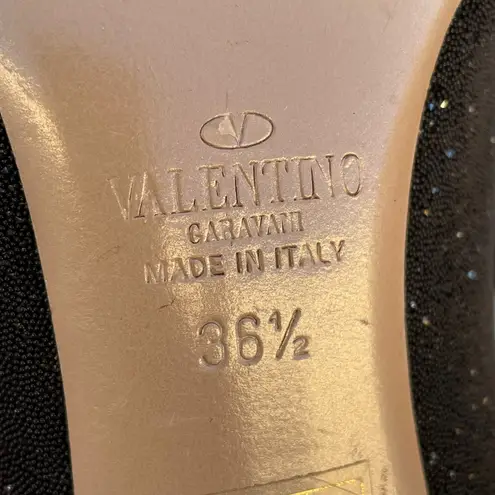 V
VALENTINO
GARAVANI
MADE IN ITALY
36½